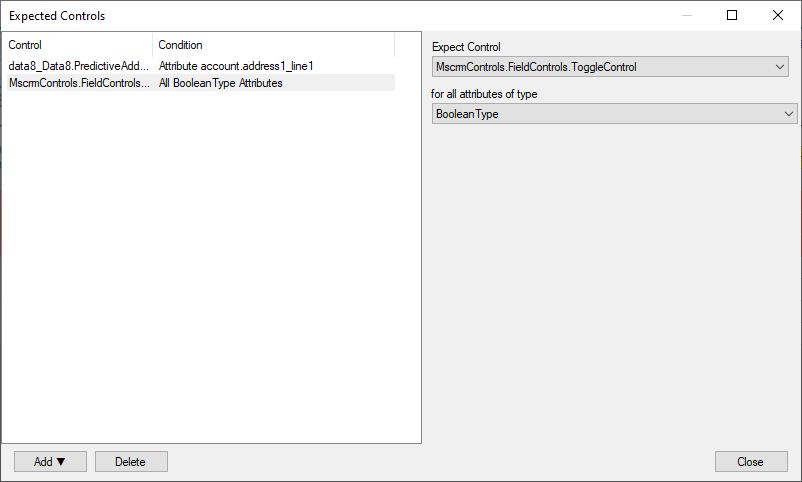 Expected Controls
Control Condition
data8_Data8.PredictiveAdd... Attribute account.address1_line1
MscrmControls.FieldControls... All BooleanType Attributes
Expect Control
MscrmControls.FieldControls.ToggleControl
for all attributes of type
BooleanType
Add ▼ Delete Close